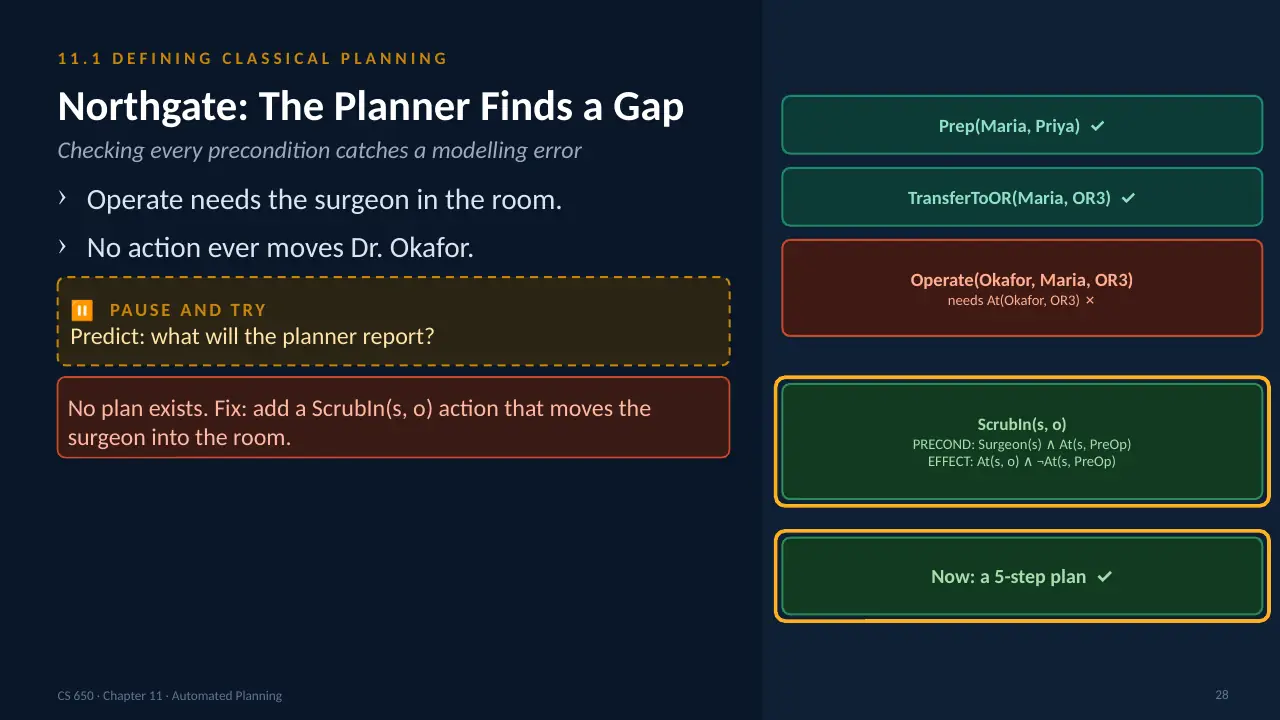 11.1 DEFINING CLASSICAL PLANNING
Northgate: The Planner Finds a Gap
Checking every precondition catches a modelling error
› Operate needs the surgeon in the room.
› No action ever moves Dr. Okafor.
⏸ PAUSE AND TRY
Predict: what will the planner report?
No plan exists. Fix: add a ScrubIn(s, o) action that moves the
surgeon into the room.
Prep(Maria, Priya) ✓
TransferToOR(Maria, OR3) ✓
Operate(Okafor, Maria, OR3)
needs At(Okafor, OR3) ×
ScrubIn(s, o)
PRECOND: Surgeon(s) ∧ At(s, PreOp)
EFFECT: At(s, o) ∧ ¬At(s, PreOp)
Now: a 5-step plan ✓
CS 650 · Chapter 11 · Automated Planning
28